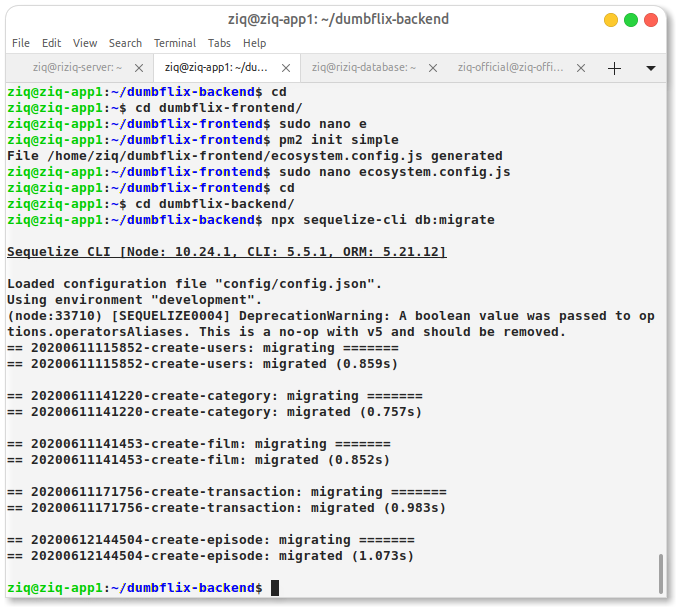 ziq@ziq-app1: ~/dumbflix-backend
File Edit View Search Terminal Tabs Help
ziq@riziq-server: ~ × ziq@ziq-app1: ~/du... × ziq@riziq-database: ~ × ziq-official@ziq-offi... ×
ziq@ziq-app1:~/dumbflix-backend$ cd
ziq@ziq-app1:~$ cd dumbflix-frontend/
ziq@ziq-app1:~/dumbflix-frontend$ sudo nano e
ziq@ziq-app1:~/dumbflix-frontend$ pm2 init simple
File /home/ziq/dumbflix-frontend/ecosystem.config.js generated
ziq@ziq-app1:~/dumbflix-frontend$ sudo nano ecosystem.config.js
ziq@ziq-app1:~/dumbflix-frontend$ cd
ziq@ziq-app1:~$ cd dumbflix-backend/
ziq@ziq-app1:~/dumbflix-backend$ npx sequelize-cli db:migrate
Sequelize CLI [Node: 10.24.1, CLI: 5.5.1, ORM: 5.21.12]
Loaded configuration file "config/config.json".
Using environment "development".
(node:33710) [SEQUELIZE0004] DeprecationWarning: A boolean value was passed to op
tions.operatorsAliases. This is a no-op with v5 and should be removed.
== 20200611115852-create-users: migrating =======
== 20200611115852-create-users: migrated (0.859s)
== 20200611141220-create-category: migrating =======
== 20200611141220-create-category: migrated (0.757s)
== 20200611141453-create-film: migrating =======
== 20200611141453-create-film: migrated (0.852s)
== 20200611171756-create-transaction: migrating =======
== 20200611171756-create-transaction: migrated (0.983s)
== 20200612144504-create-episode: migrating =======
== 20200612144504-create-episode: migrated (1.073s)
ziq@ziq-app1:~/dumbflix-backend$